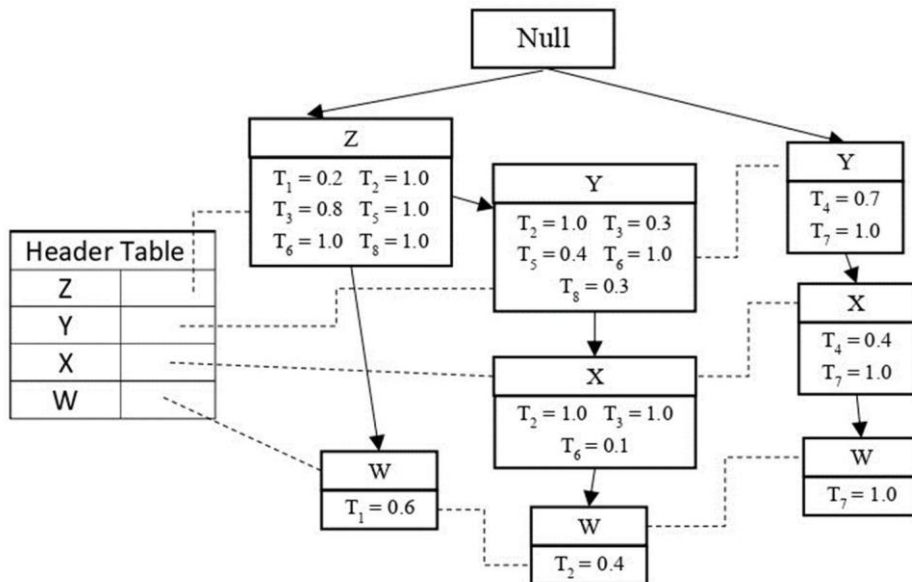 Null
Z
T1 = 0.2 T2 = 1.0
T3 = 0.8 T5 = 1.0
T6 = 1.0 T8 = 1.0
Y
T2 = 1.0 T3 = 0.3
T5 = 0.4 T6 = 1.0
T8 = 0.3
Y
T4 = 0.7
T7 = 1.0
Header Table
Z
Y
X
W
X
T2 = 1.0 T3 = 1.0
T6 = 0.1
X
T4 = 0.4
T7 = 1.0
W
T1 = 0.6
W
T2 = 0.4
W
T7 = 1.0